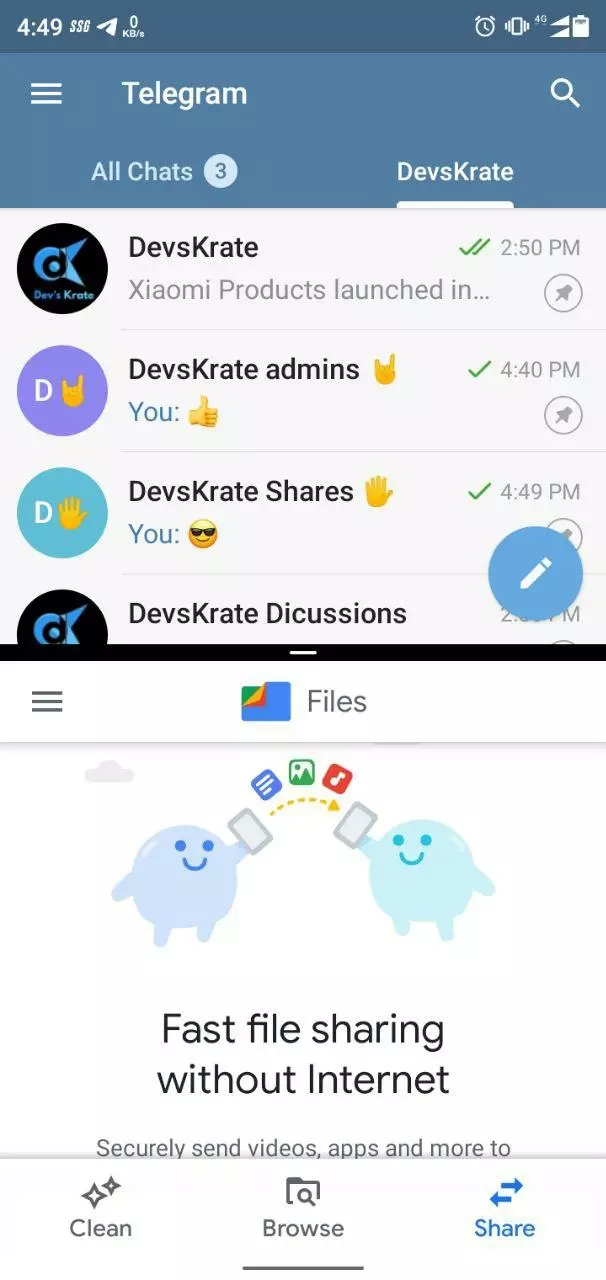 4:49 SSG 0 KB/s 4G
Telegram
All Chats 3 DevsKrate
DevsKrate 2:50 PM
Dev's Krate
Xiaomi Products launched in...
DevsKrate admins 🤘 4:40 PM
D🤘
You: 👍
DevsKrate Shares 🖐 4:49 PM
D🖐
You: 😎
DevsKrate Dicussions
Files
Fast file sharing
without Internet
Securely send videos, apps and more to
Clean Browse Share